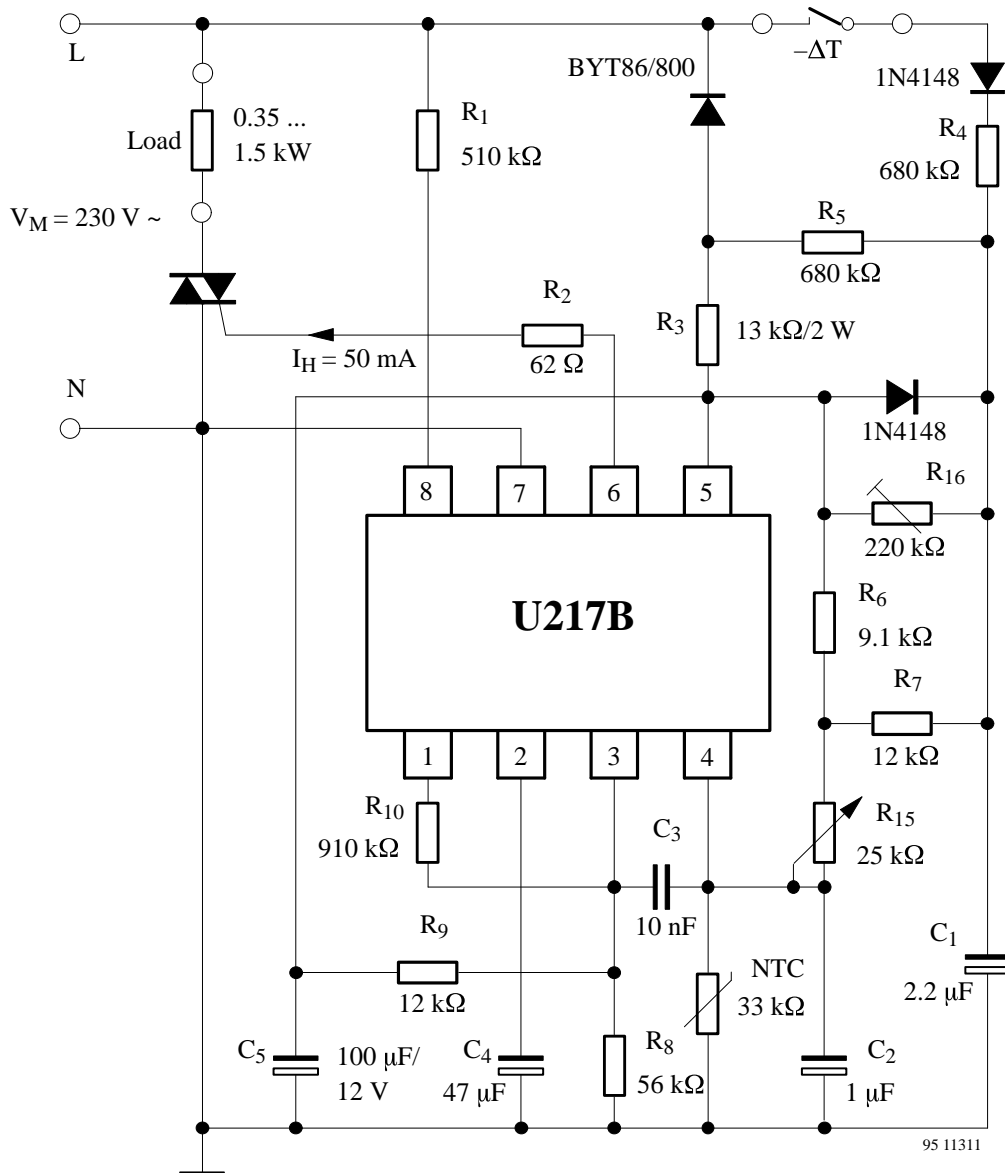 L
Load
0.35 ...
1.5 kW
R1
510 kΩ
BYT86/800
–ΔT
1N4148
R4
680 kΩ
VM = 230 V ~
R5
680 kΩ
R2
62 Ω
IH = 50 mA
R3
13 kΩ/2 W
N
1N4148
8
7
6
5
R16
220 kΩ
U217B
R6
9.1 kΩ
R7
12 kΩ
1
2
3
4
R10
910 kΩ
C3
10 nF
R15
25 kΩ
R9
12 kΩ
NTC
33 kΩ
C1
2.2 μF
C5
100 μF/
12 V
C4
47 μF
R8
56 kΩ
C2
1 μF
95 11311